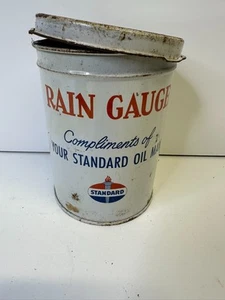 RAIN GAUGE
Compliments of
YOUR STANDARD OIL
STANDARD